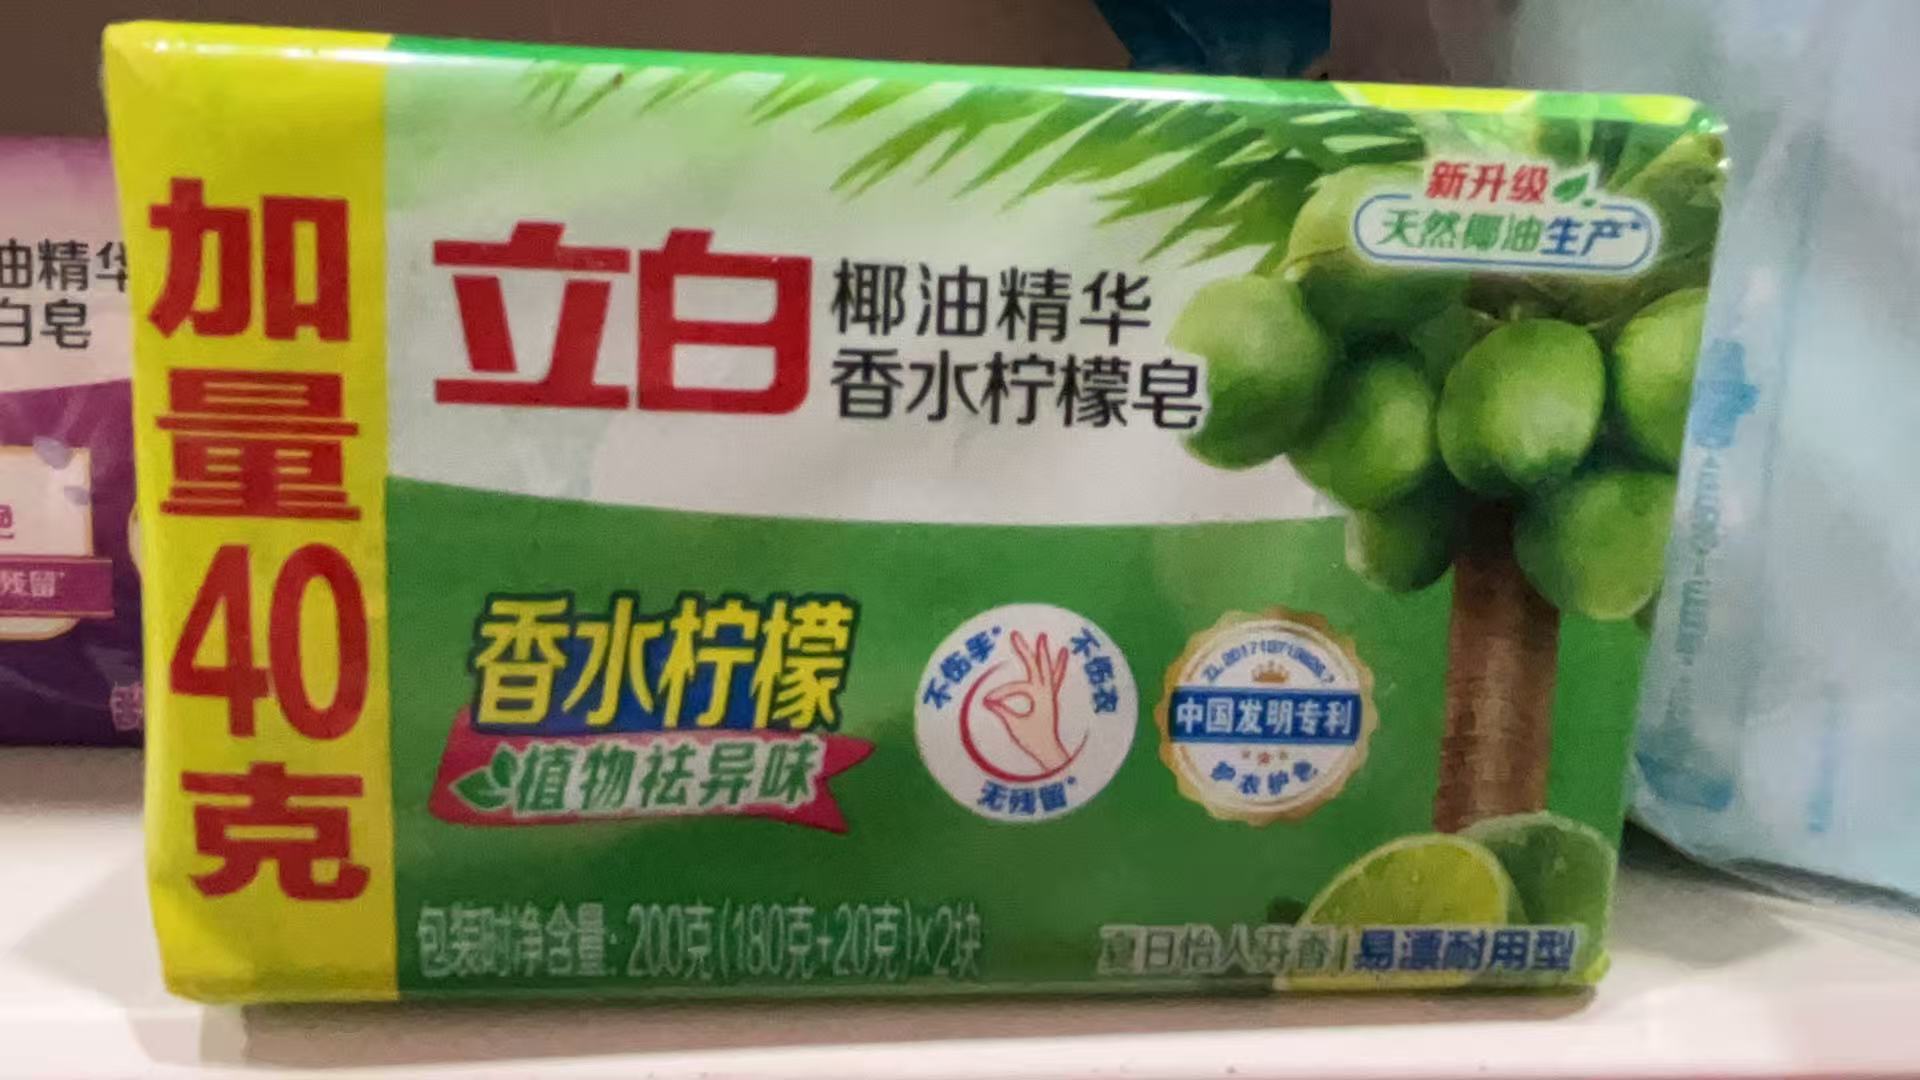 加量40克
立白
椰油精华
香水柠檬皂
新升级
天然椰油生产*
香水柠檬
植物祛异味
不伤手*
不伤衣
无残留*
中国发明专利
护衣护色
包装时净含量: 200克(180克+20克)×2块
夏日怡人芬香|易漂耐用型
油精华
白皂
残留*